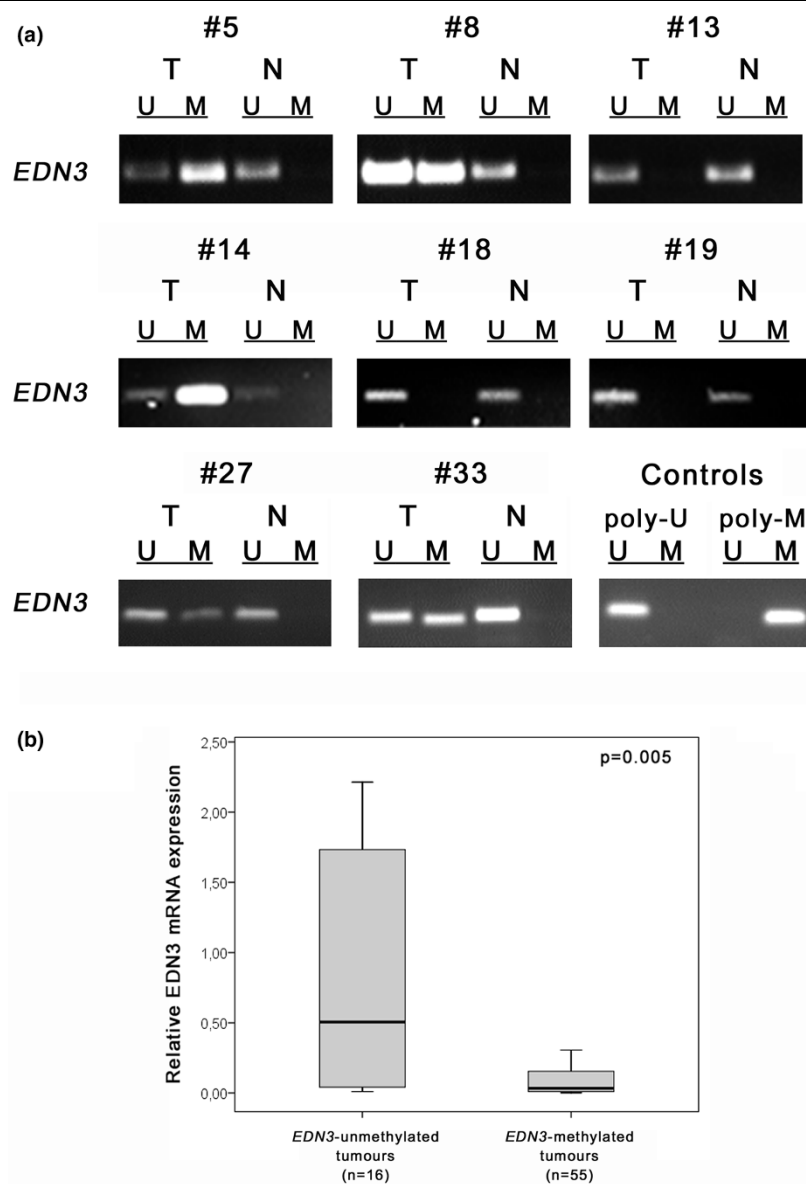 (a)
#5 #8 #13
T N T N T N
U M U M U M U M U M U M
EDN3
#14 #18 #19
T N T N T N
U M U M U M U M U M U M
EDN3
#27 #33 Controls
T N T N poly-U poly-M
U M U M U M U M U M U M
EDN3
(b)
p=0.005
Relative EDN3 mRNA expression
2,50
2,00
1,50
1,00
0,50
0,00
EDN3-unmethylated
tumours
(n=16)
EDN3-methylated
tumours
(n=55)